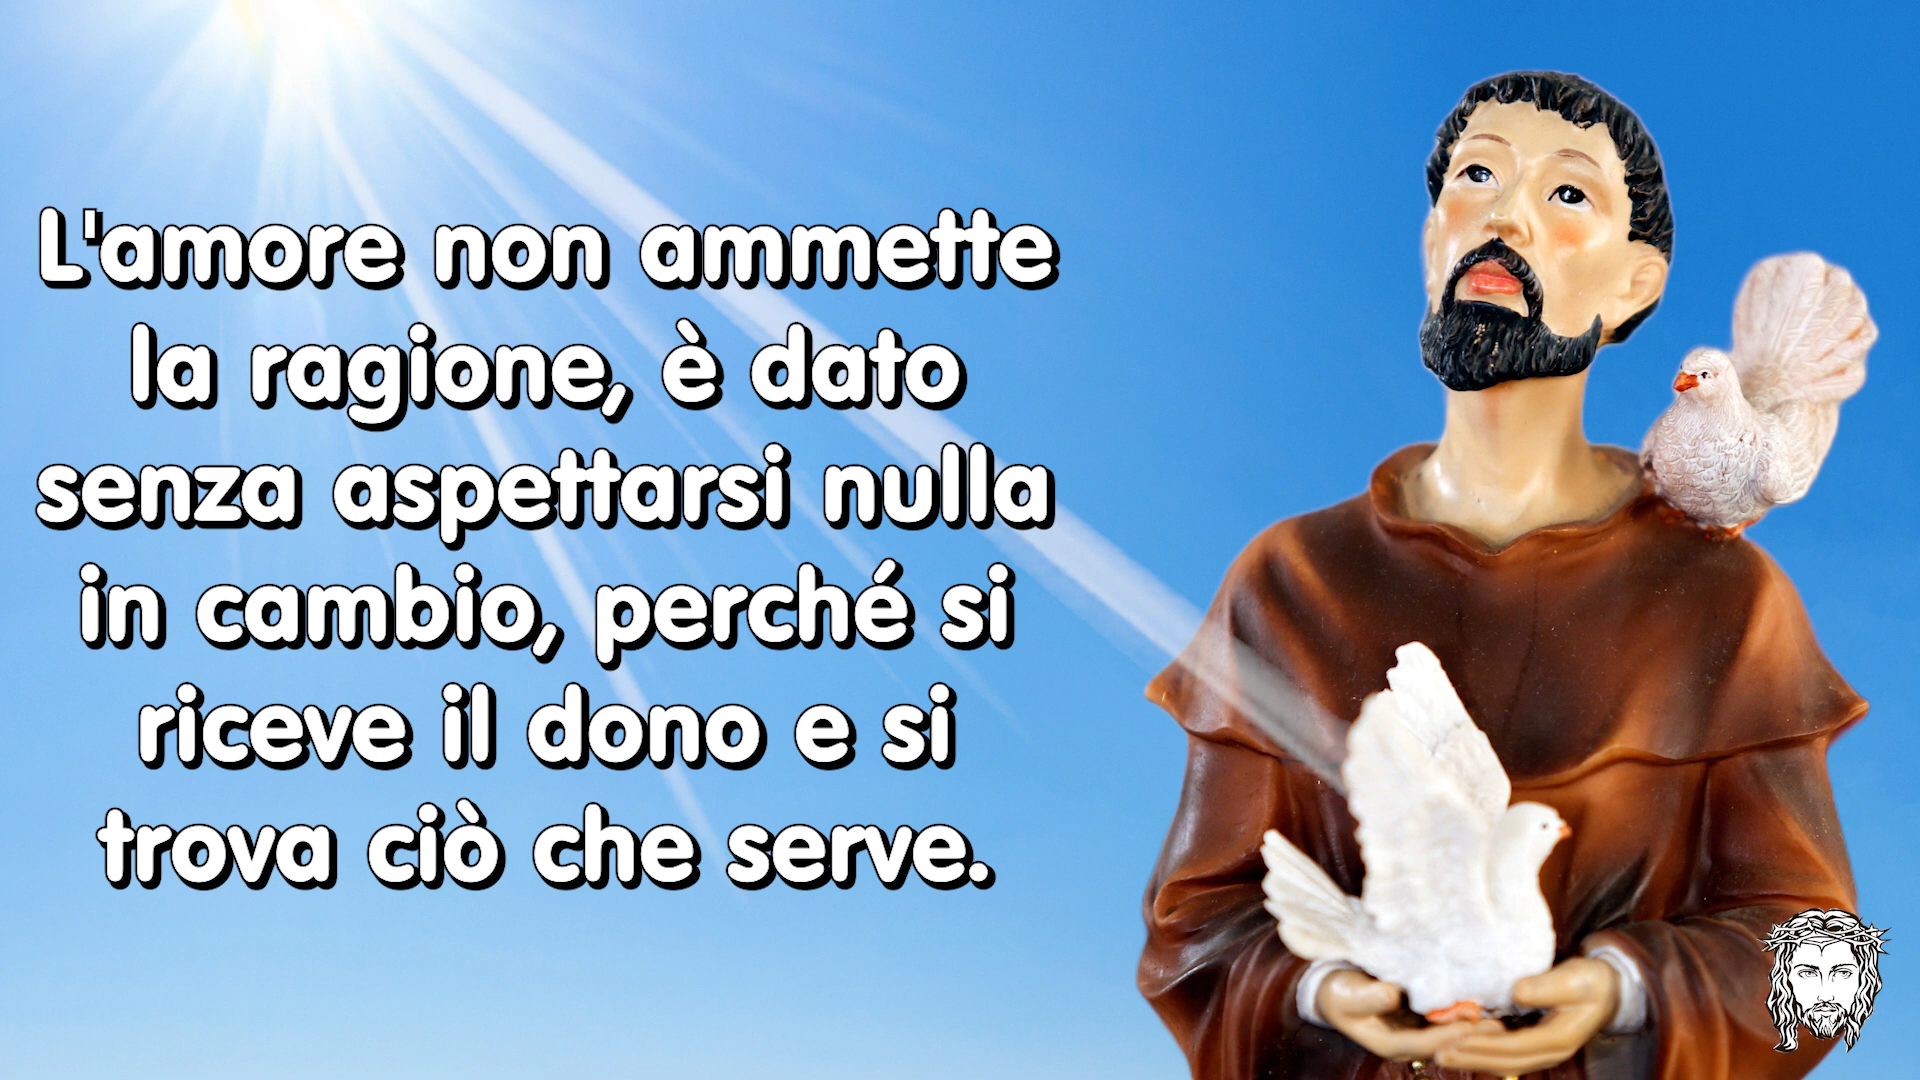 L'amore non ammette
la ragione, è dato
senza aspettarsi nulla
in cambio, perché si
riceve il dono e si
trova ciò che serve.